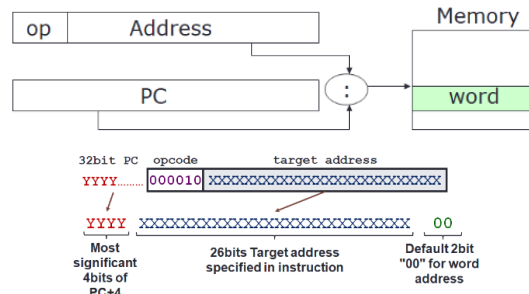 Memory
op Address
PC
:
word
32bit PC opcode target address
YYYY......... 000010 XXXXXXXXXXXXXXXXXXXXXXXXXX
YYYY XXXXXXXXXXXXXXXXXXXXXXXXXX 00
Most
significant
4bits of
PC+4
26bits Target address
specified in instruction
Default 2bit
"00" for word
address